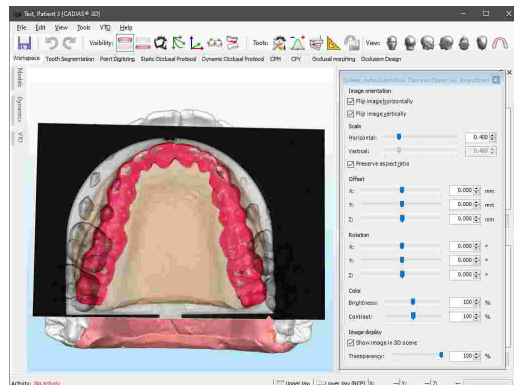 Test, Patient 3 [CADIAS® 3D]
File Edit View Tools VTO Help
Visibility: Tools: View:
Workspace Tooth Segmentation Point Digitizing Static Occlusal Protocol Dynamic Occlusal Protocol CPM CPV Occlusal morphing Occlusion Design
Models
Dynamics
VTO
Image orientation
Flip image horizontally
Flip image vertically
Scale
Horizontal: 0.400
Vertical: 0.400
Preserve aspect ratio
Offset
X: 0.000 mm
Y: 0.000 mm
Z: 0.000 mm
Rotation
X: 0.000 °
Y: 0.000 °
Z: 0.000 °
Color
Brightness: 100 %
Contrast: 100 %
Image display
Show image in 3D scene
Transparency: 100 %
Activity: No activity Upper jaw Lower jaw (RCP) X: — Y: — Z: —